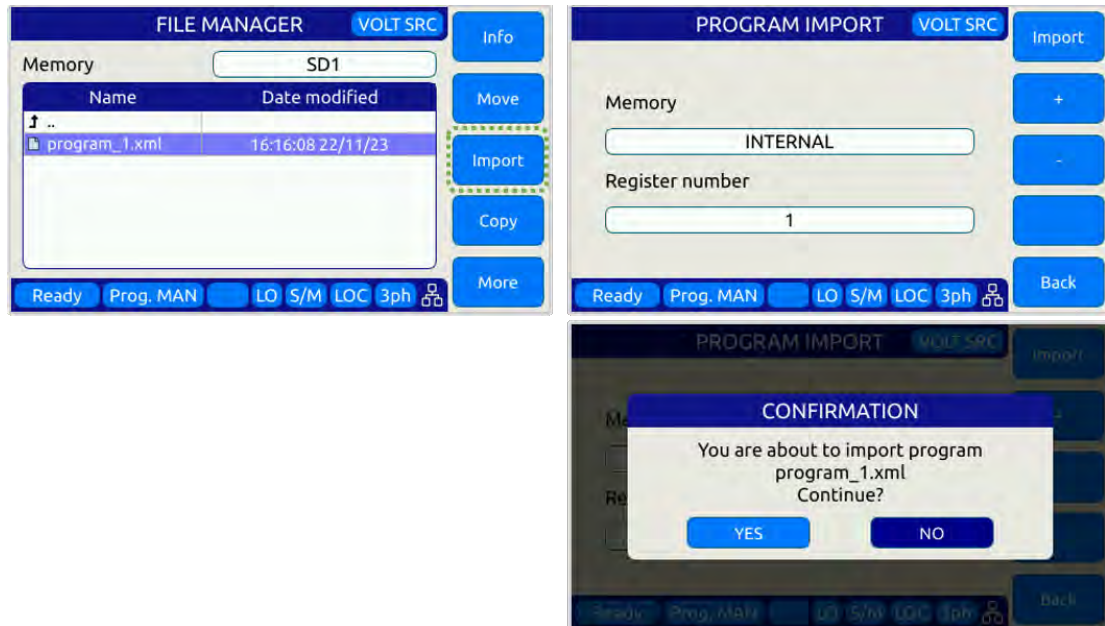 FILE MANAGER VOLT SRC
Info
Memory SD1
Name Date modified
Move
..
program_1.xml 16:16:08 22/11/23
Import
Copy
More
Ready Prog. MAN LO S/M LOC 3ph
PROGRAM IMPORT VOLT SRC
Import
+
Memory
INTERNAL
-
Register number
1
Back
Ready Prog. MAN LO S/M LOC 3ph
PROGRAM IMPORT VOLT SRC
Import
CONFIRMATION
Me
You are about to import program
program_1.xml
Continue?
Re
YES NO
Back
Ready Prog. MAN LO S/M LOC 3ph